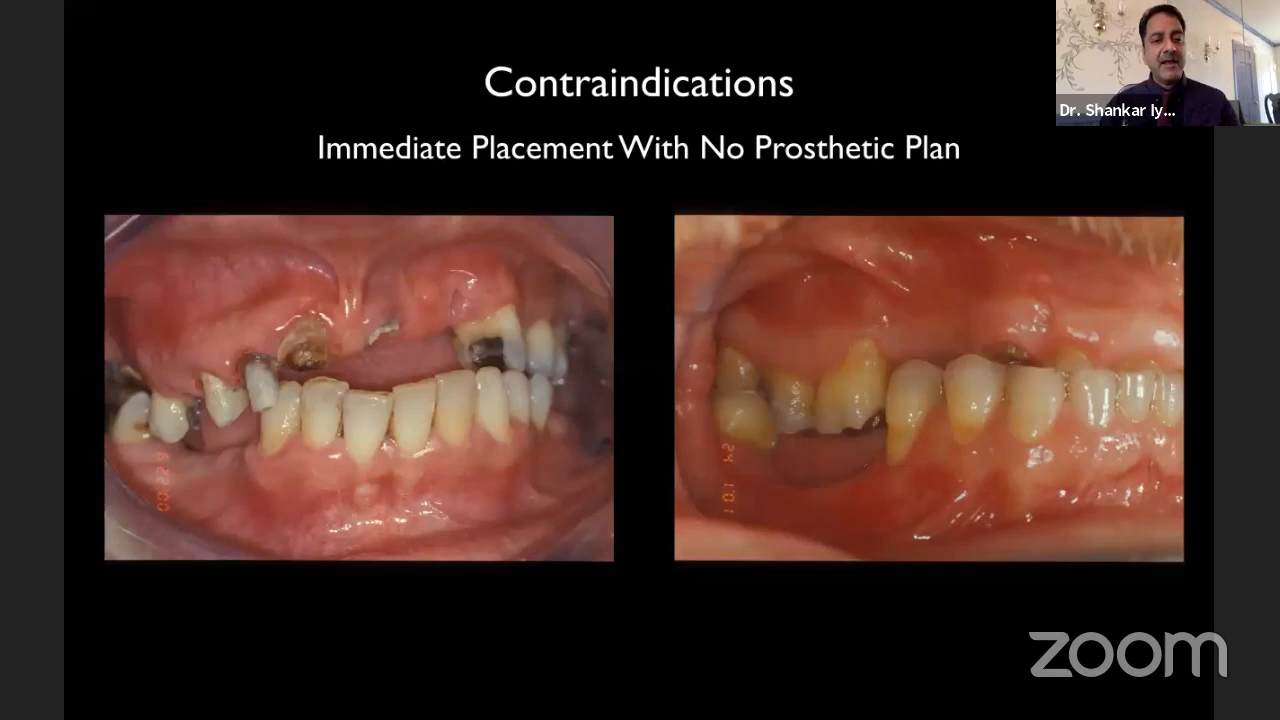 Contraindications
Immediate Placement With No Prosthetic Plan
Dr. Shankar Iy...
zoom